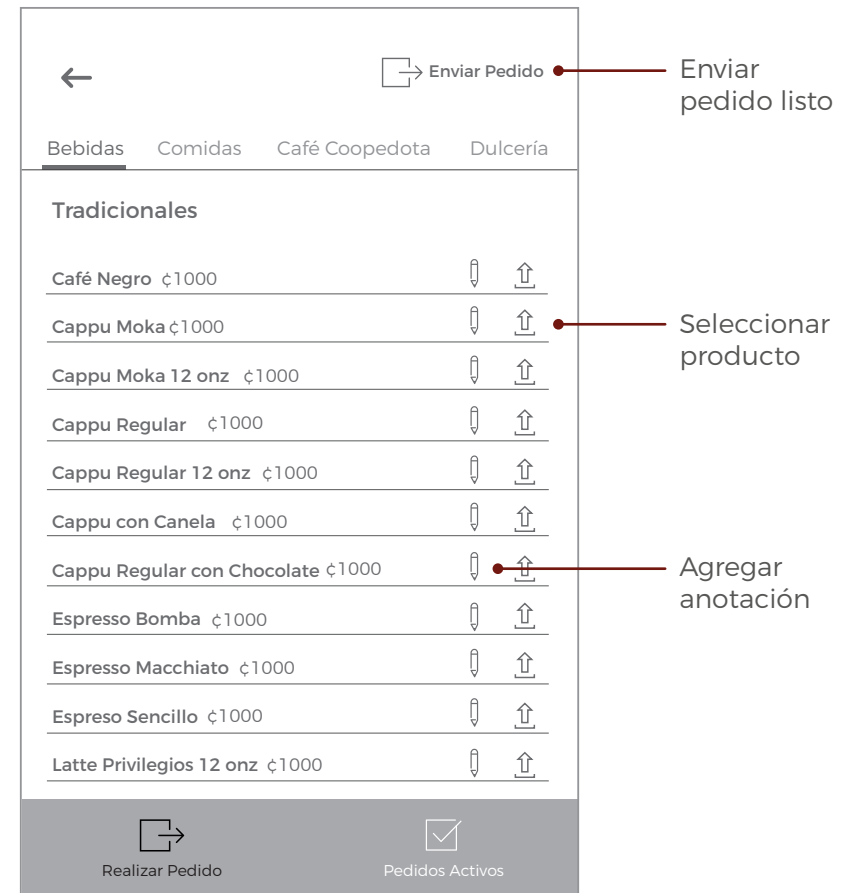 Enviar Pedido
Enviar
pedido listo
Bebidas Comidas Café Coopedota Dulcería
Tradicionales
Café Negro ¢1000
Cappu Moka ¢1000
Seleccionar
producto
Cappu Moka 12 onz ¢1000
Cappu Regular ¢1000
Cappu Regular 12 onz ¢1000
Cappu con Canela ¢1000
Cappu Regular con Chocolate ¢1000
Agregar
anotación
Espresso Bomba ¢1000
Espresso Macchiato ¢1000
Espreso Sencillo ¢1000
Latte Privilegios 12 onz ¢1000
Realizar Pedido Pedidos Activos